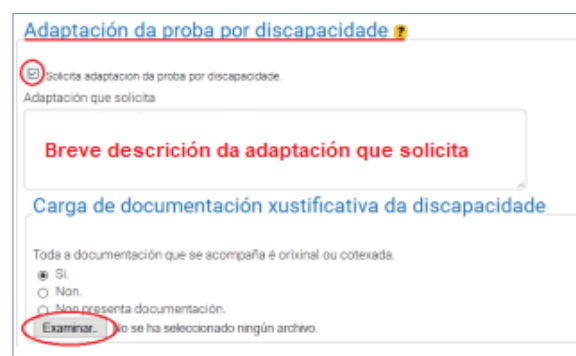 Adaptación da proba por discapacidade ?
Solicita adaptacion da proba por discapacidade.
Adaptación que solicita
Breve descrición da adaptación que solicita
Carga de documentación xustificativa da discapacidade
Toda a documentación que se acompaña é orixinal ou cotexada.
Si.
Non.
Non presenta documentación.
Examinar.. No se ha seleccionado ningún archivo.